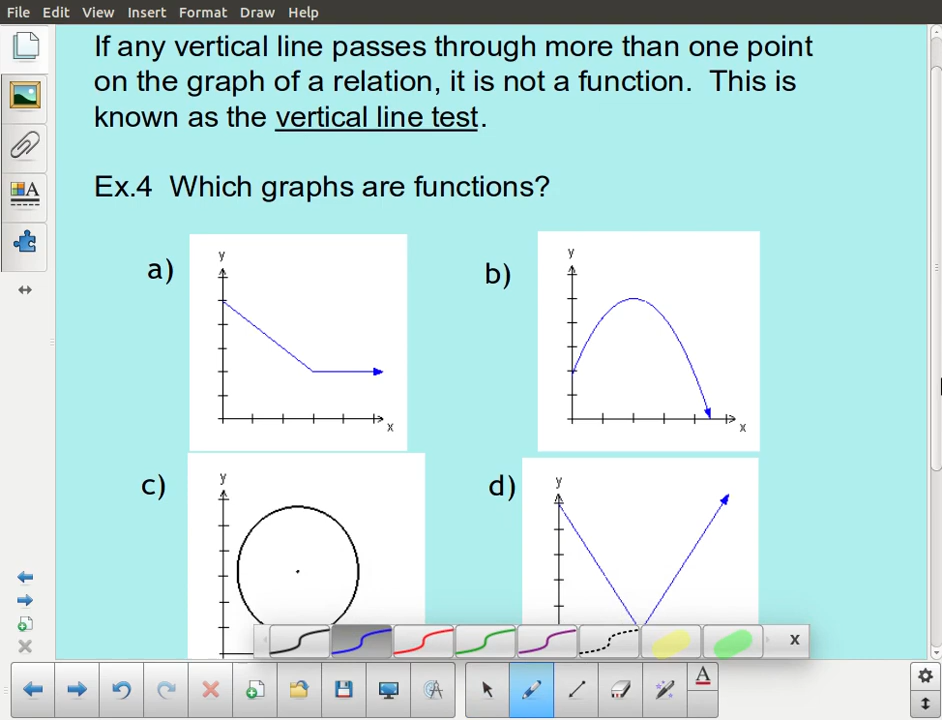 File Edit View Insert Format Draw Help
If any vertical line passes through more than one point
on the graph of a relation, it is not a function. This is
known as the vertical line test.
Ex.4 Which graphs are functions?
a)
y
x
b)
y
x
c)
y
d)
y
X
A
A